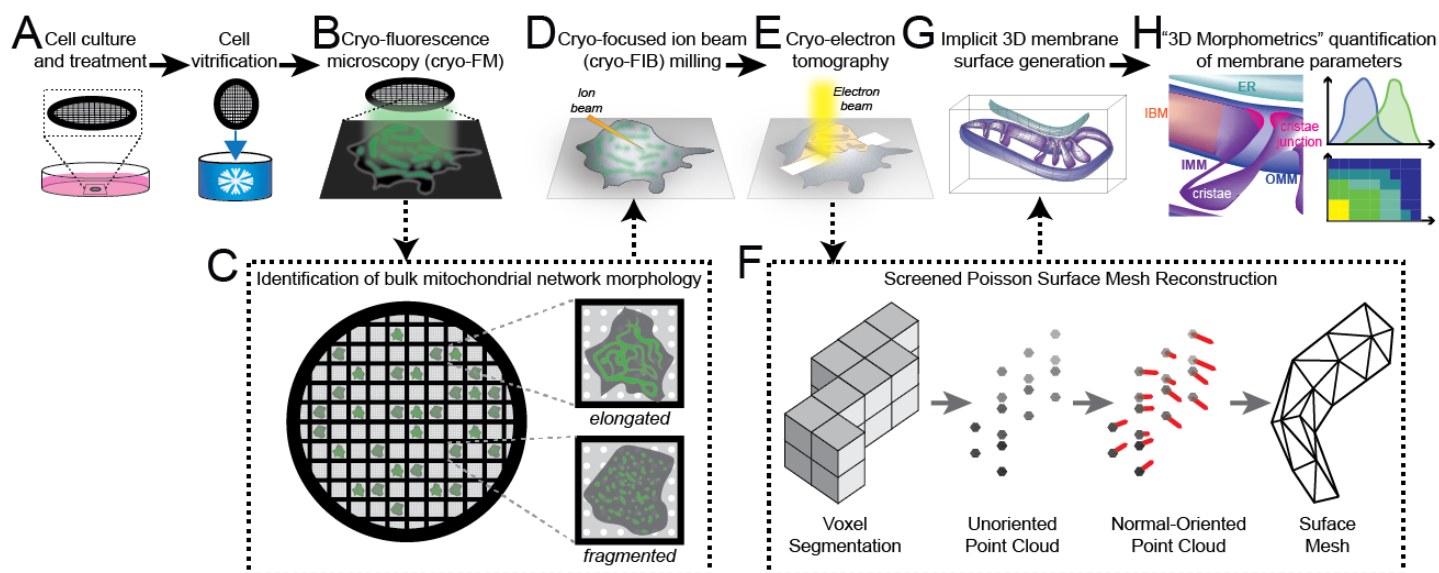 A
Cell culture
and treatment
Cell
vitrification
B
Cryo-fluorescence
microscopy (cryo-FM)
D
Cryo-focused ion beam
(cryo-FIB) milling
Ion
beam
E
Cryo-electron
tomography
Electron
beam
G
Implicit 3D membrane
surface generation
H
“3D Morphometrics” quantification
of membrane parameters
ER
IBM
cristae
junction
IMM
OMM
cristae
C
Identification of bulk mitochondrial network morphology
elongated
fragmented
F
Screened Poisson Surface Mesh Reconstruction
Voxel
Segmentation
Unoriented
Point Cloud
Normal-Oriented
Point Cloud
Suface
Mesh